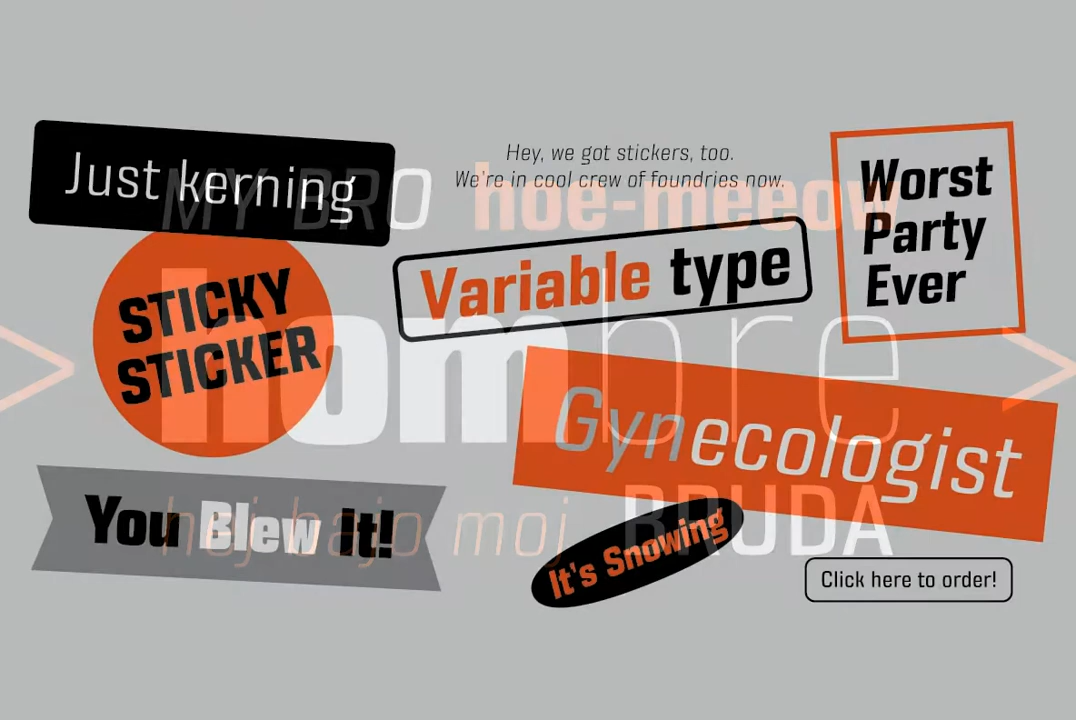 Just kerning
Hey, we got stickers, too.
We're in cool crew of foundries now.
Worst
Party
Ever
MY BRO hoe-meeow
Variable type
STICKY
STICKER
< hombre >
Gynecologist
You Blew It!
hej hajo moj BRUDA
It's Snowing
Click here to order!